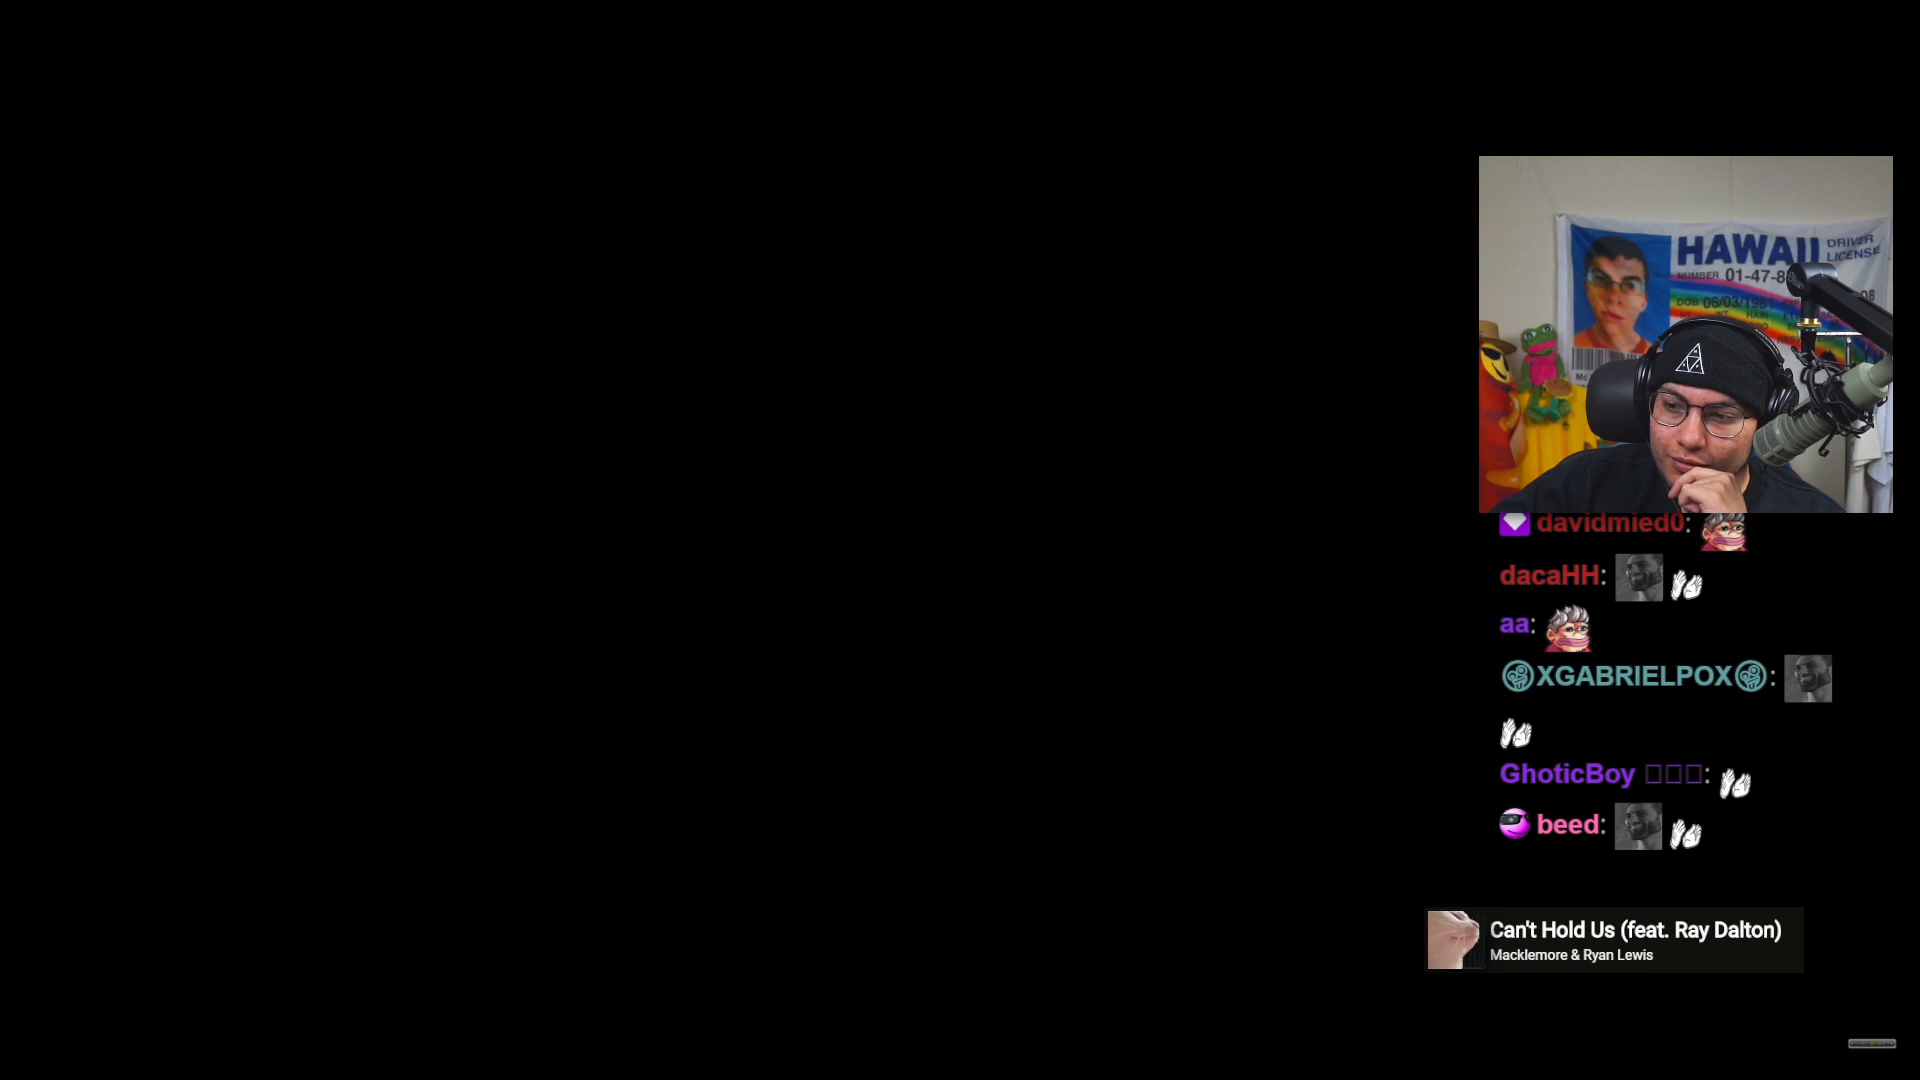 HAWAII DRIVER
LICENSE
NUMBER 01-47-8
DOB 06/03/1981
HAIR
davidmied0:
dacaHH:
aa:
XGABRIELPOX:
GhoticBoy □□□:
beed:
Can't Hold Us (feat. Ray Dalton)
Macklemore & Ryan Lewis